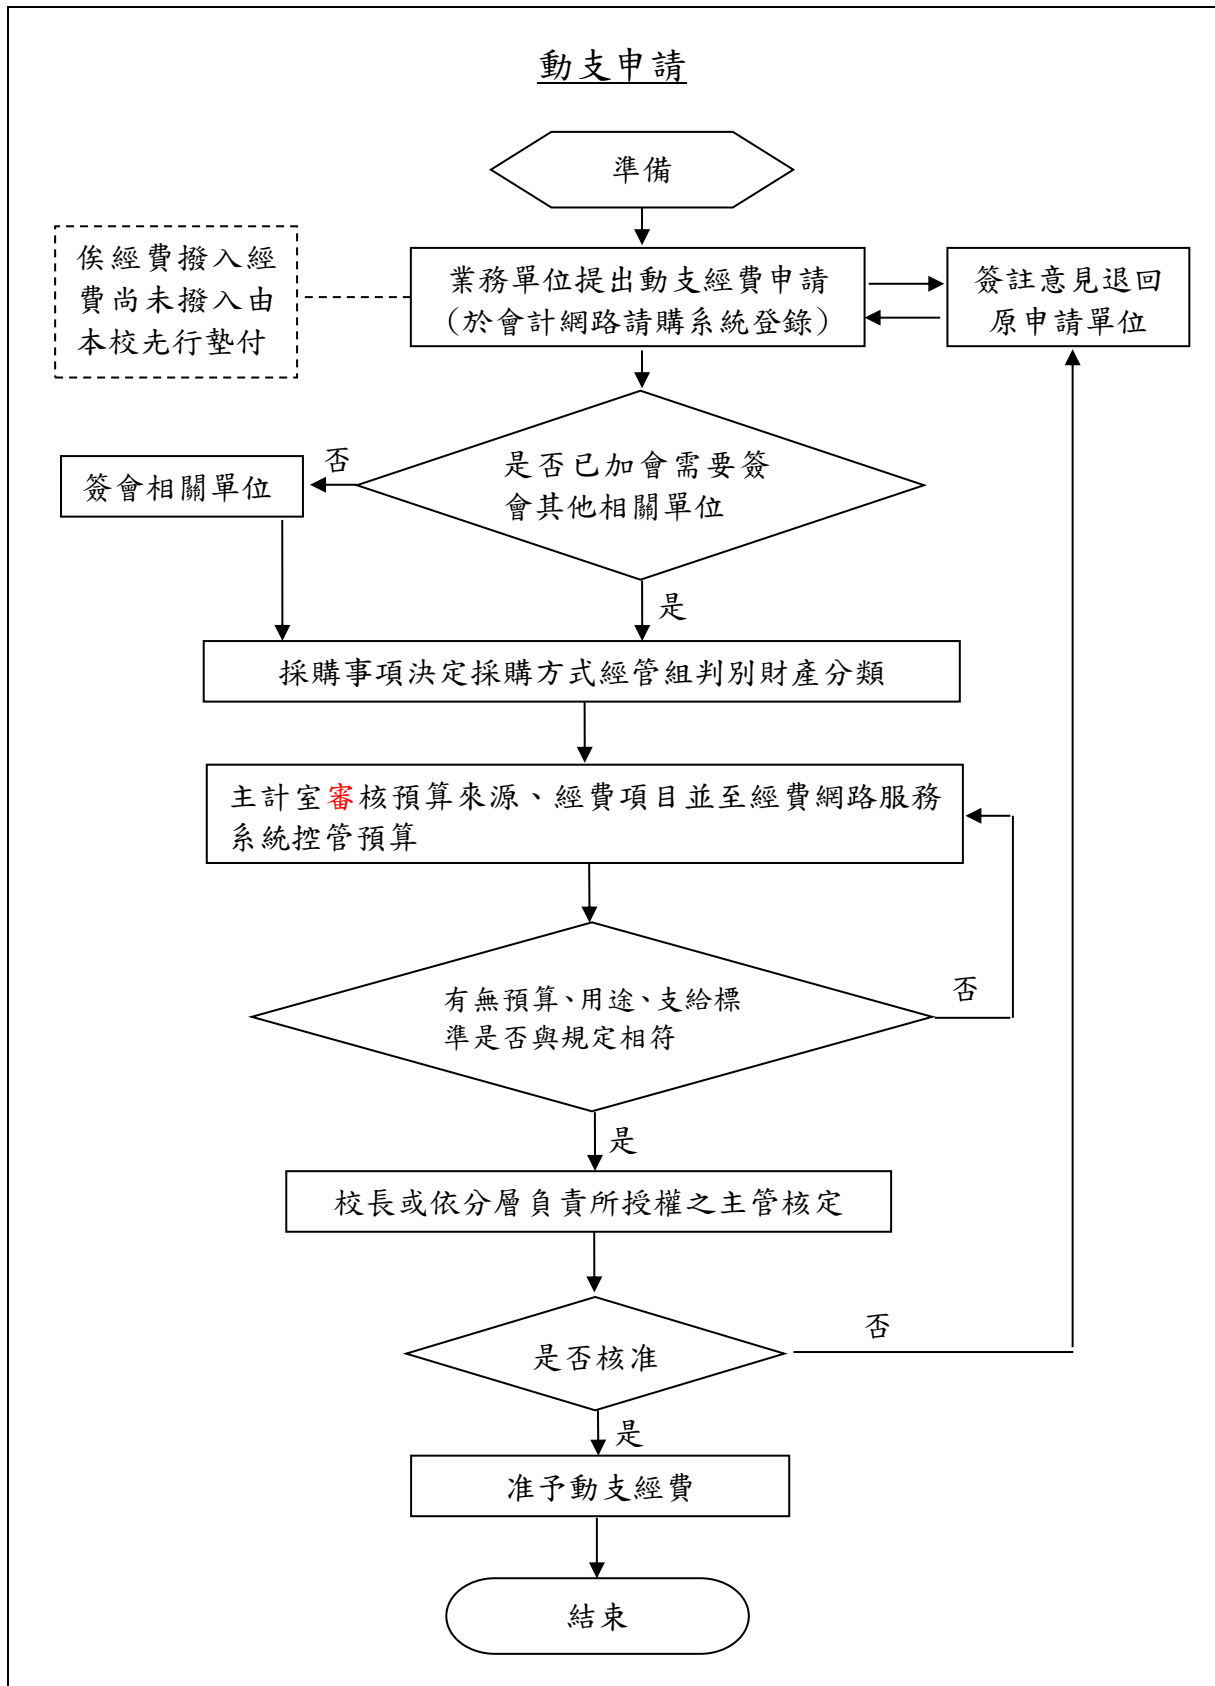 動支申請
準備
俟經費撥入經
費尚未撥入由
本校先行墊付
業務單位提出動支經費申請
（於會計網路請購系統登錄）
簽註意見退回
原申請單位
是否已加會需要簽
會其他相關單位
否
簽會相關單位
是
採購事項決定採購方式經管組判別財產分類
主計室審核預算來源、經費項目並至經費網路服務
系統控管預算
有無預算、用途、支給標
準是否與規定相符
否
是
校長或依分層負責所授權之主管核定
是否核准
否
是
准予動支經費
結束